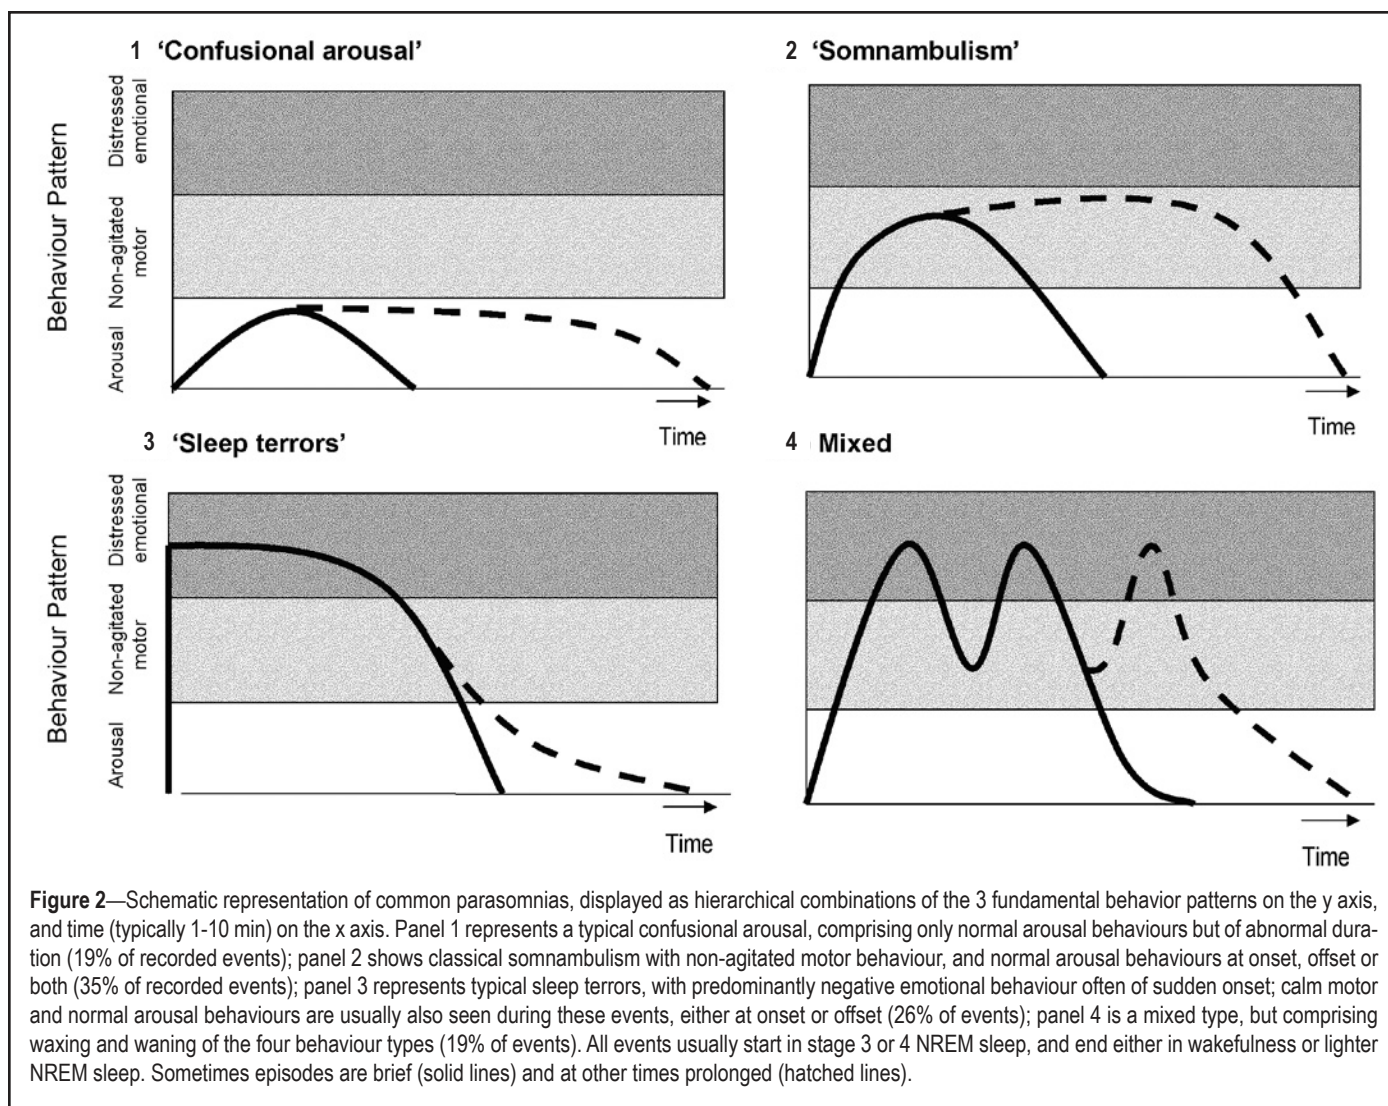 1 ‘Confusional arousal’
Behaviour Pattern
Distressed
emotional
Non-agitated
motor
Arousal
Time
2 ‘Somnambulism’
Time
3 ‘Sleep terrors’
Behaviour Pattern
Distressed
emotional
Non-agitated
motor
Arousal
Time
4 Mixed
Time
Figure 2—Schematic representation of common parasomnias, displayed as hierarchical combinations of the 3 fundamental behavior patterns on the y axis,
and time (typically 1-10 min) on the x axis. Panel 1 represents a typical confusional arousal, comprising only normal arousal behaviours but of abnormal dura-
tion (19% of recorded events); panel 2 shows classical somnambulism with non-agitated motor behaviour, and normal arousal behaviours at onset, offset or
both (35% of recorded events); panel 3 represents typical sleep terrors, with predominantly negative emotional behaviour often of sudden onset; calm motor
and normal arousal behaviours are usually also seen during these events, either at onset or offset (26% of events); panel 4 is a mixed type, but comprising
waxing and waning of the four behaviour types (19% of events). All events usually start in stage 3 or 4 NREM sleep, and end either in wakefulness or lighter
NREM sleep. Sometimes episodes are brief (solid lines) and at other times prolonged (hatched lines).